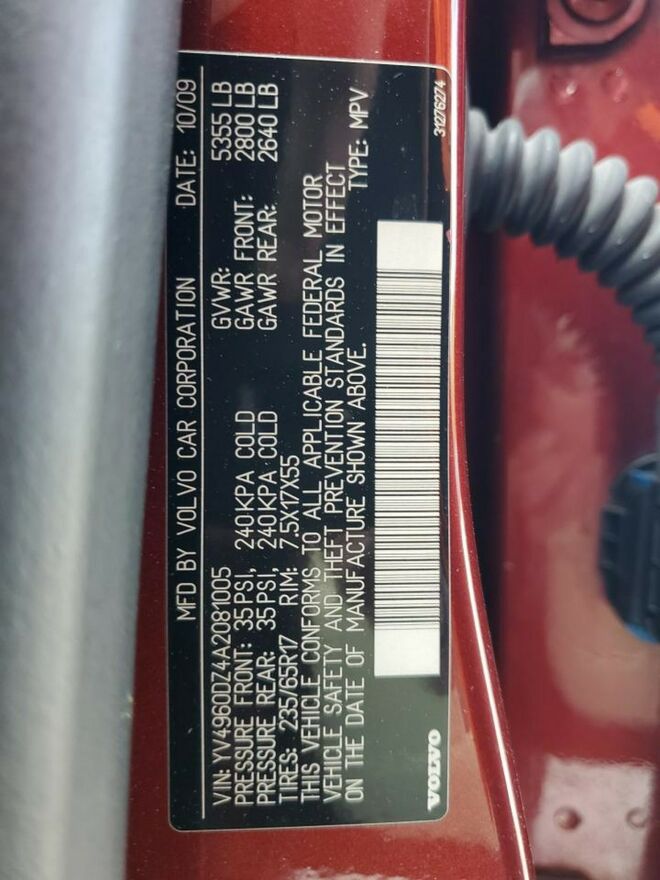 MFD BY VOLVO CAR CORPORATION DATE: 10/09
VIN: YV4960DZ4A2081005 GVWR: 5355 LB
PRESSURE FRONT: 35PSI, 240KPA COLD GAWR FRONT: 2800 LB
PRESSURE REAR: 35PSI, 240KPA COLD GAWR REAR: 2640 LB
TIRES: 235/65R17 RIM: 7.5X17X55
THIS VEHICLE CONFORMS TO ALL APPLICABLE FEDERAL MOTOR
VEHICLE SAFETY AND THEFT PREVENTION STANDARDS IN EFFECT
ON THE DATE OF MANUFACTURE SHOWN ABOVE. TYPE: MPV
VOLVO
31276274